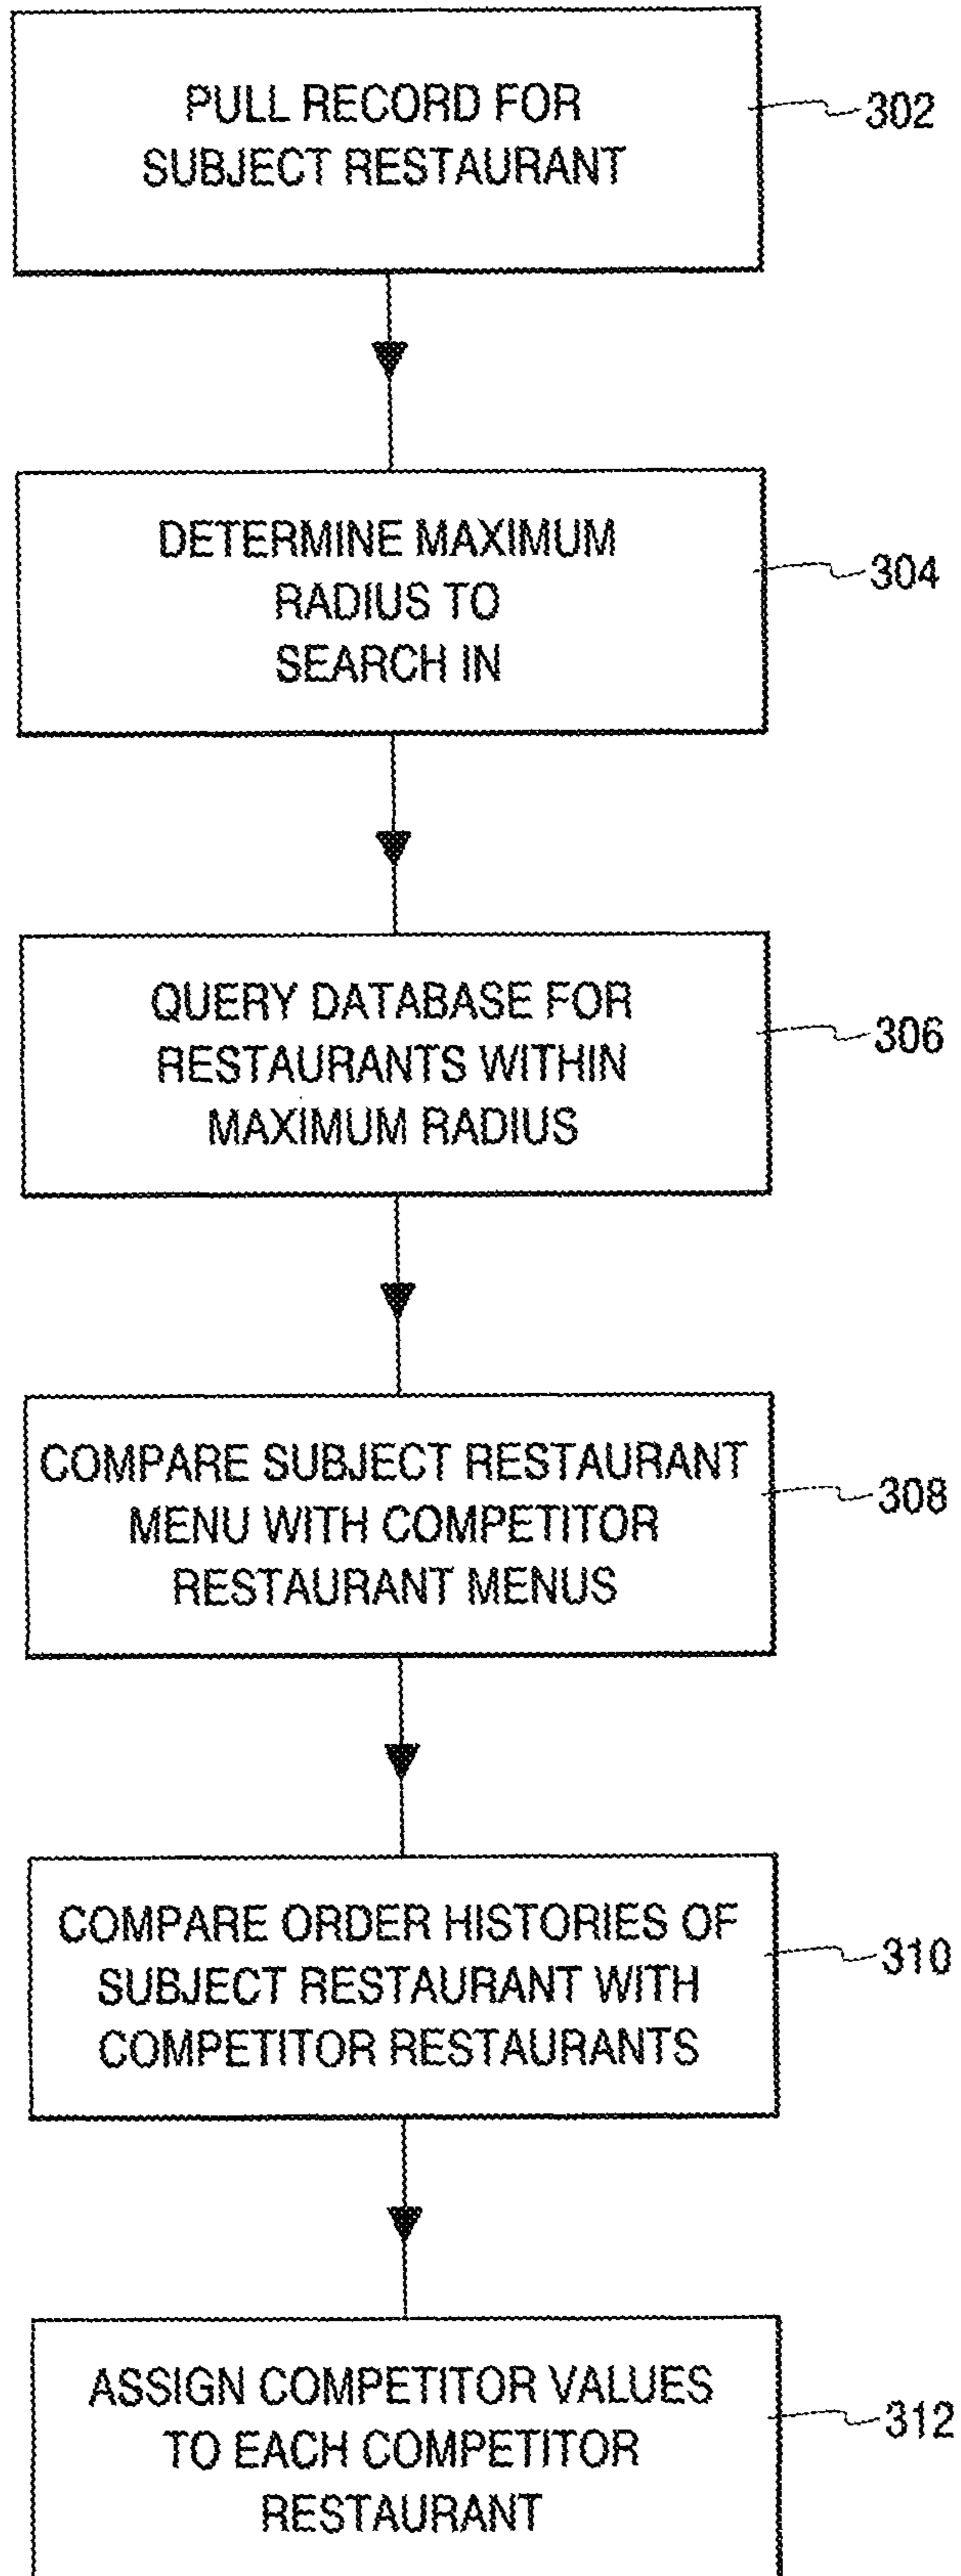 PULL RECORD FOR
SUBJECT RESTAURANT
302
DETERMINE MAXIMUM
RADIUS TO
SEARCH IN
304
QUERY DATABASE FOR
RESTAURANTS WITHIN
MAXIMUM RADIUS
306
COMPARE SUBJECT RESTAURANT
MENU WITH COMPETITOR
RESTAURANT MENUS
308
COMPARE ORDER HISTORIES OF
SUBJECT RESTAURANT WITH
COMPETITOR RESTAURANTS
310
ASSIGN COMPETITOR VALUES
TO EACH COMPETITOR
RESTAURANT
312